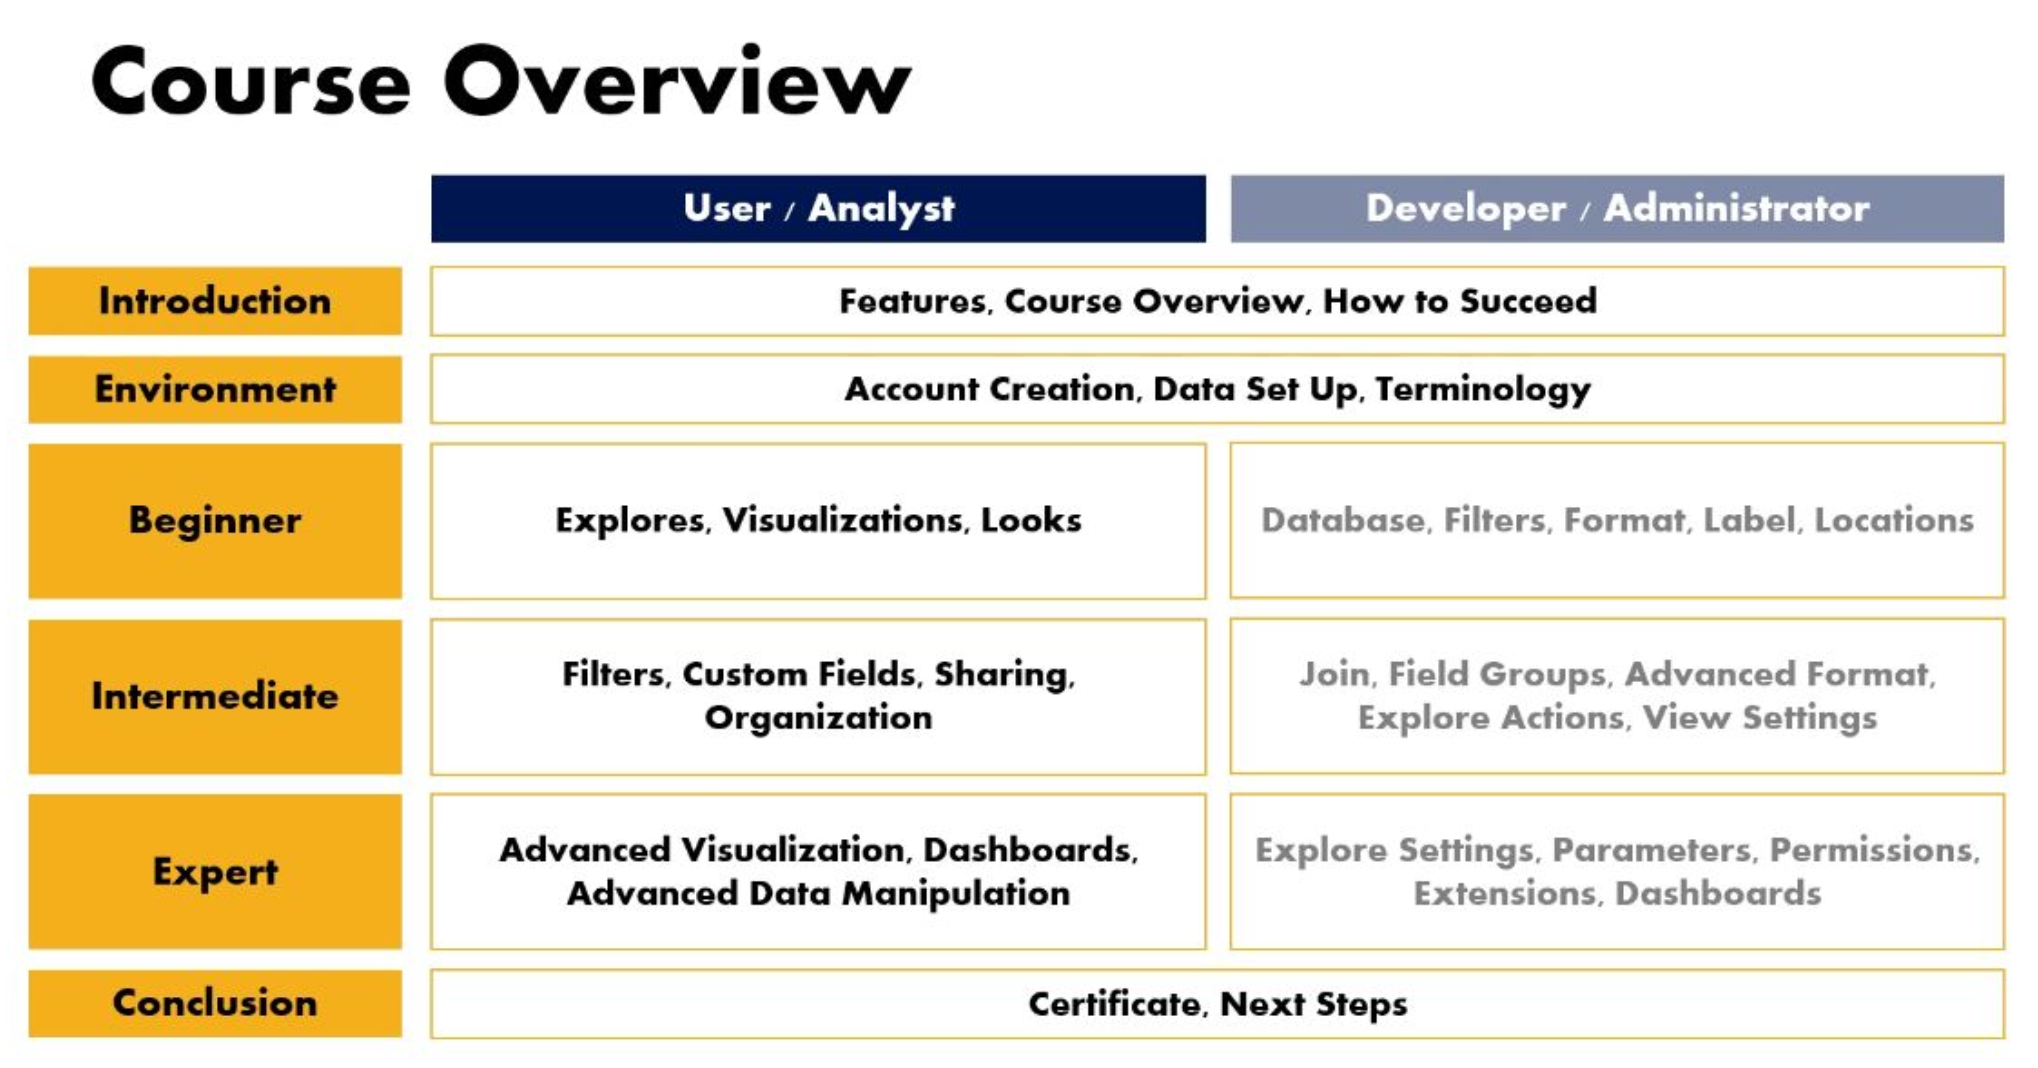 Course Overview
User / Analyst
Developer / Administrator
Introduction
Features, Course Overview, How to Succeed
Environment
Account Creation, Data Set Up, Terminology
Beginner
Explores, Visualizations, Looks
Database, Filters, Format, Label, Locations
Intermediate
Filters, Custom Fields, Sharing,
Organization
Join, Field Groups, Advanced Format,
Explore Actions, View Settings
Expert
Advanced Visualization, Dashboards,
Advanced Data Manipulation
Explore Settings, Parameters, Permissions,
Extensions, Dashboards
Conclusion
Certificate, Next Steps